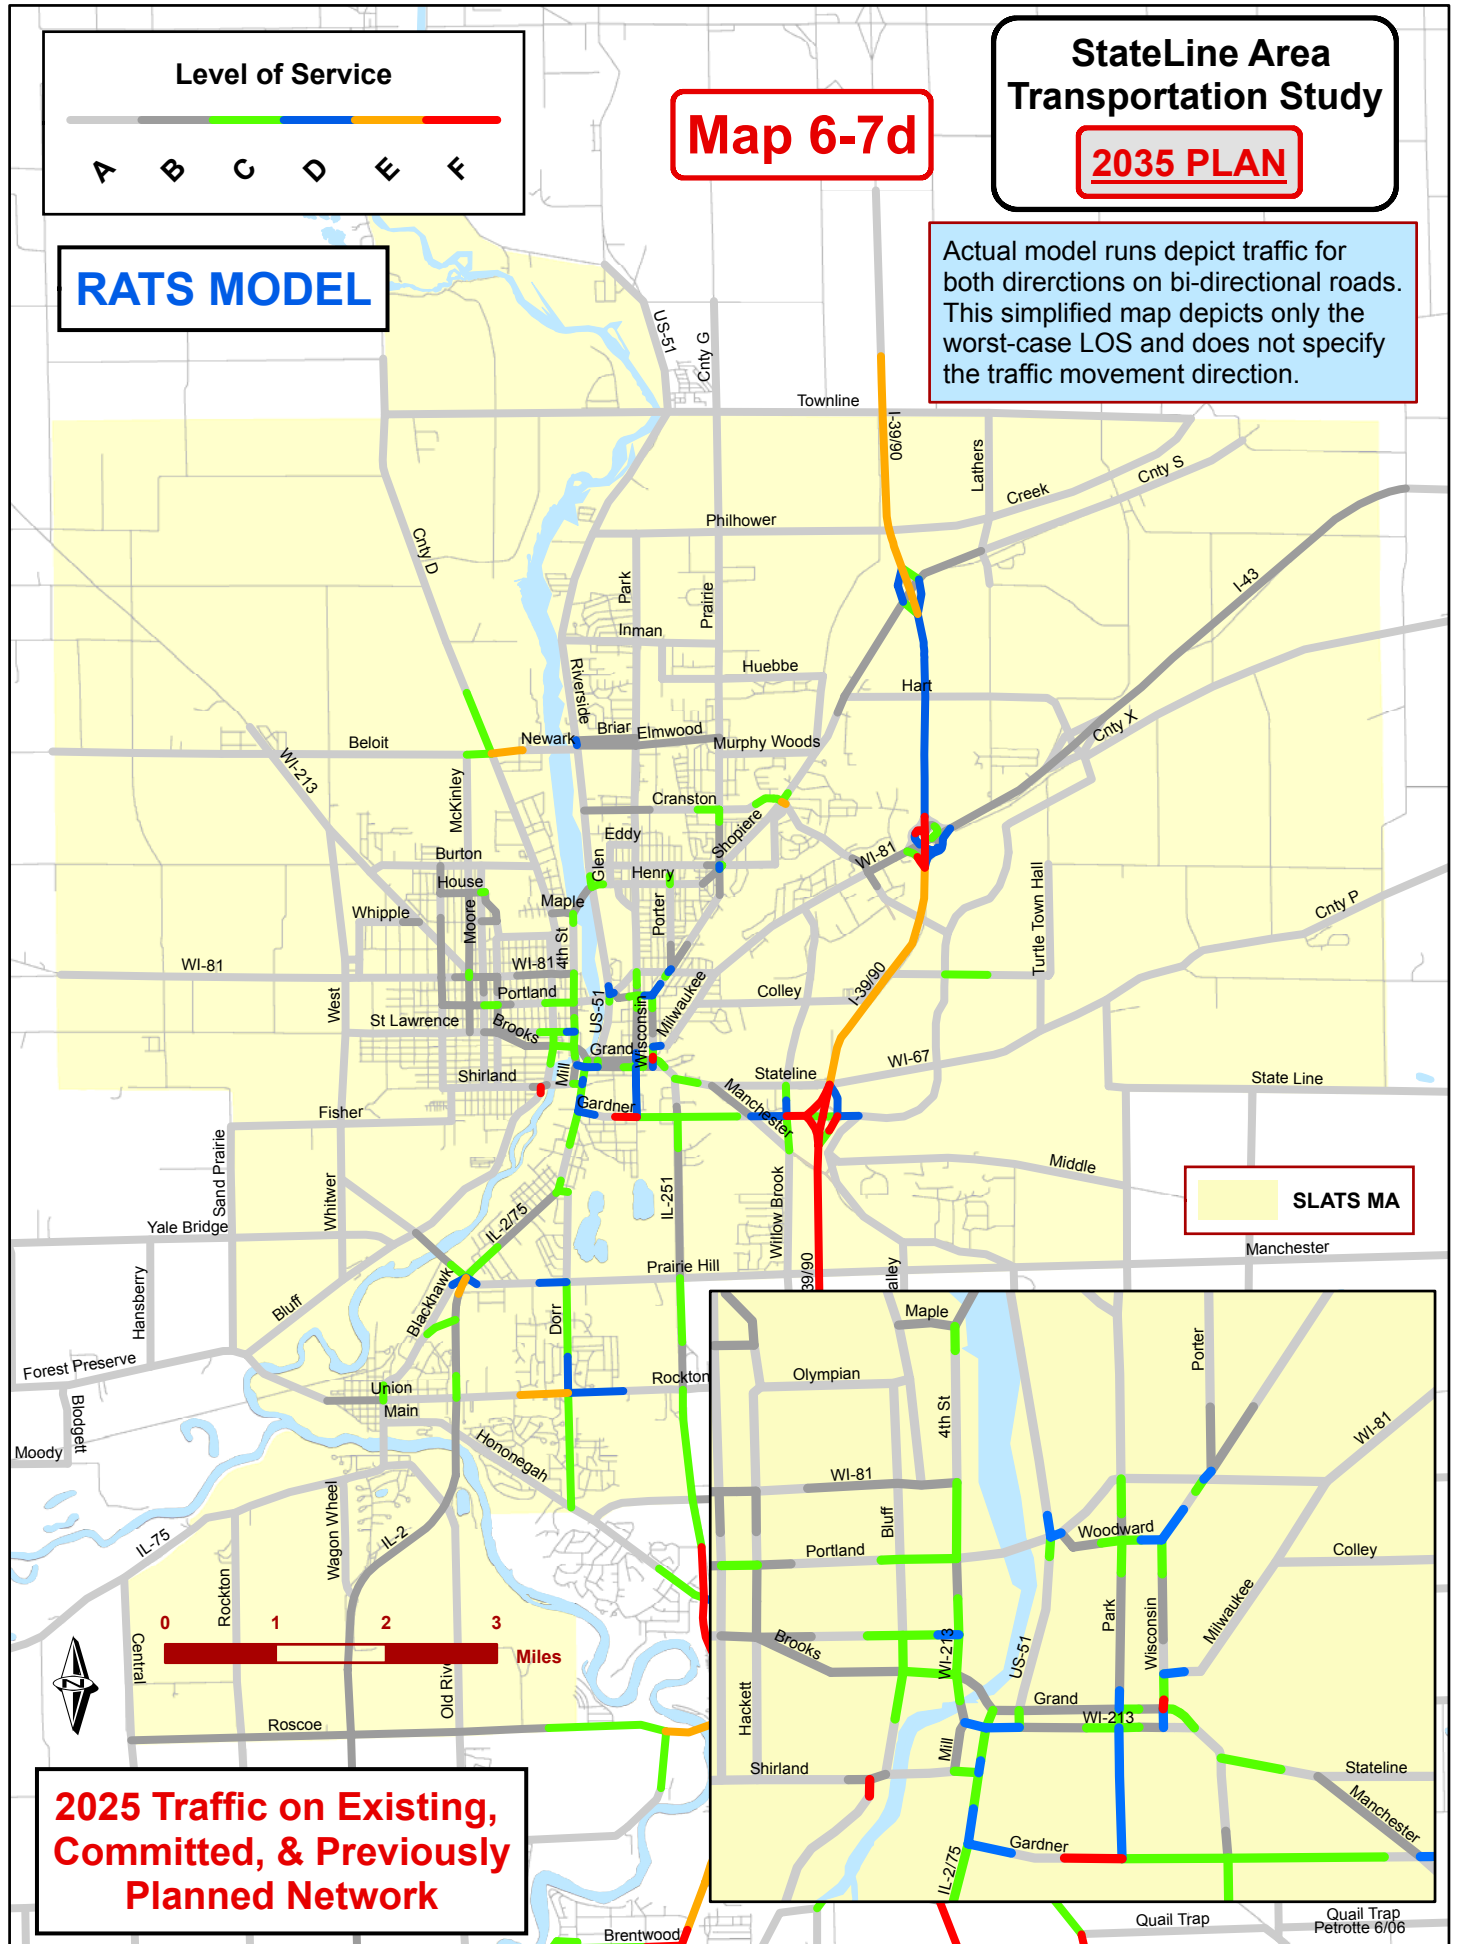 Level of Service
A B C D E F
Map 6-7d
StateLine Area
Transportation Study
2035 PLAN
RATS MODEL
Actual model runs depict traffic for
both direrctions on bi-directional roads.
This simplified map depicts only the
worst-case LOS and does not specify
the traffic movement direction.
US-51
Cnty G
Townline
I-39/90
Lathers
Creek
Cnty S
Philhower
Cnty D
I-43
Park
Prairie
Inman
Riverside
Huebbe
Hart
Cnty X
Beloit
Newark
Briar
Elmwood
Murphy Woods
WI-213
McKinley
Cranston
Shopiere
Eddy
WI-81
Burton
Glen
Henry
House
Maple
Whipple
Moore
Porter
4th St
Turtle Town Hall
Cnty P
WI-81
WI-81
Portland
West
US-51
Wisconsin
Milwaukee
Colley
I-39/90
St Lawrence
Brooks
Grand
WI-67
Shirland
Mill
Stateline
State Line
Gardner
Manchester
Fisher
Sand Prairie
Whitwer
IL-251
Willow Brook
Middle
SLATS MA
Yale Bridge
IL-2/75
Manchester
Hansberry
Bluff
Blackhawk
Prairie Hill
39/90
alley
Dorr
Forest Preserve
Blodgett
Union
Rockton
Main
Moody
Hononegah
Wagon Wheel
IL-2
IL-75
Rockton
Central
Old Rive
0 1 2 3
Miles
N
Roscoe
Maple
Porter
Olympian
4th St
WI-81
WI-81
Bluff
Woodward
Portland
Colley
Park
Wisconsin
Milwaukee
Brooks
WI-213
US-51
Hackett
Grand
WI-213
Mill
Shirland
Stateline
Manchester
Gardner
IL-2/75
2025 Traffic on Existing,
Committed, & Previously
Planned Network
Brentwood
Quail Trap
Quail Trap
Petrotte 6/06